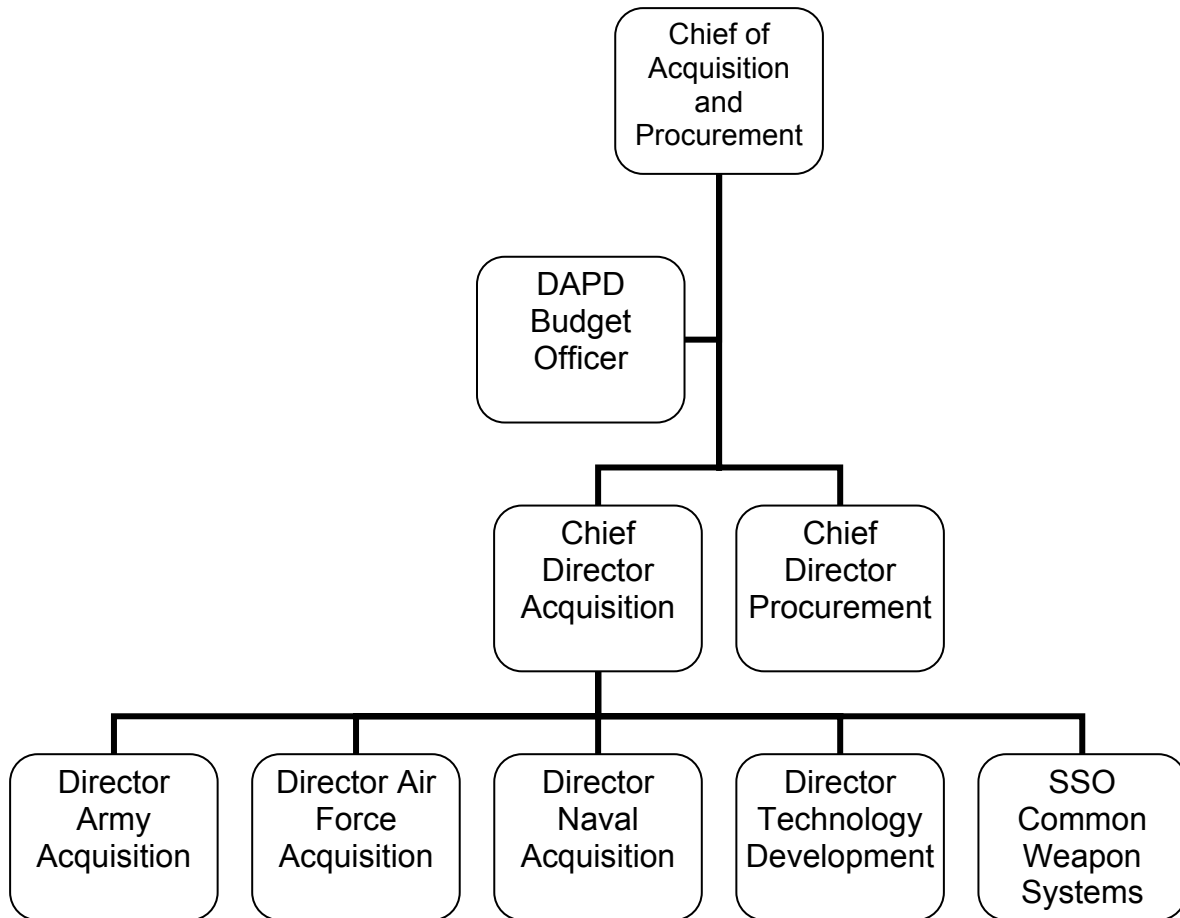 Chief of
Acquisition
and
Procurement
DAPD
Budget
Officer
Chief
Director
Acquisition
Chief
Director
Procurement
Director
Army
Acquisition
Director Air
Force
Acquisition
Director
Naval
Acquisition
Director
Technology
Development
SSO
Common
Weapon
Systems